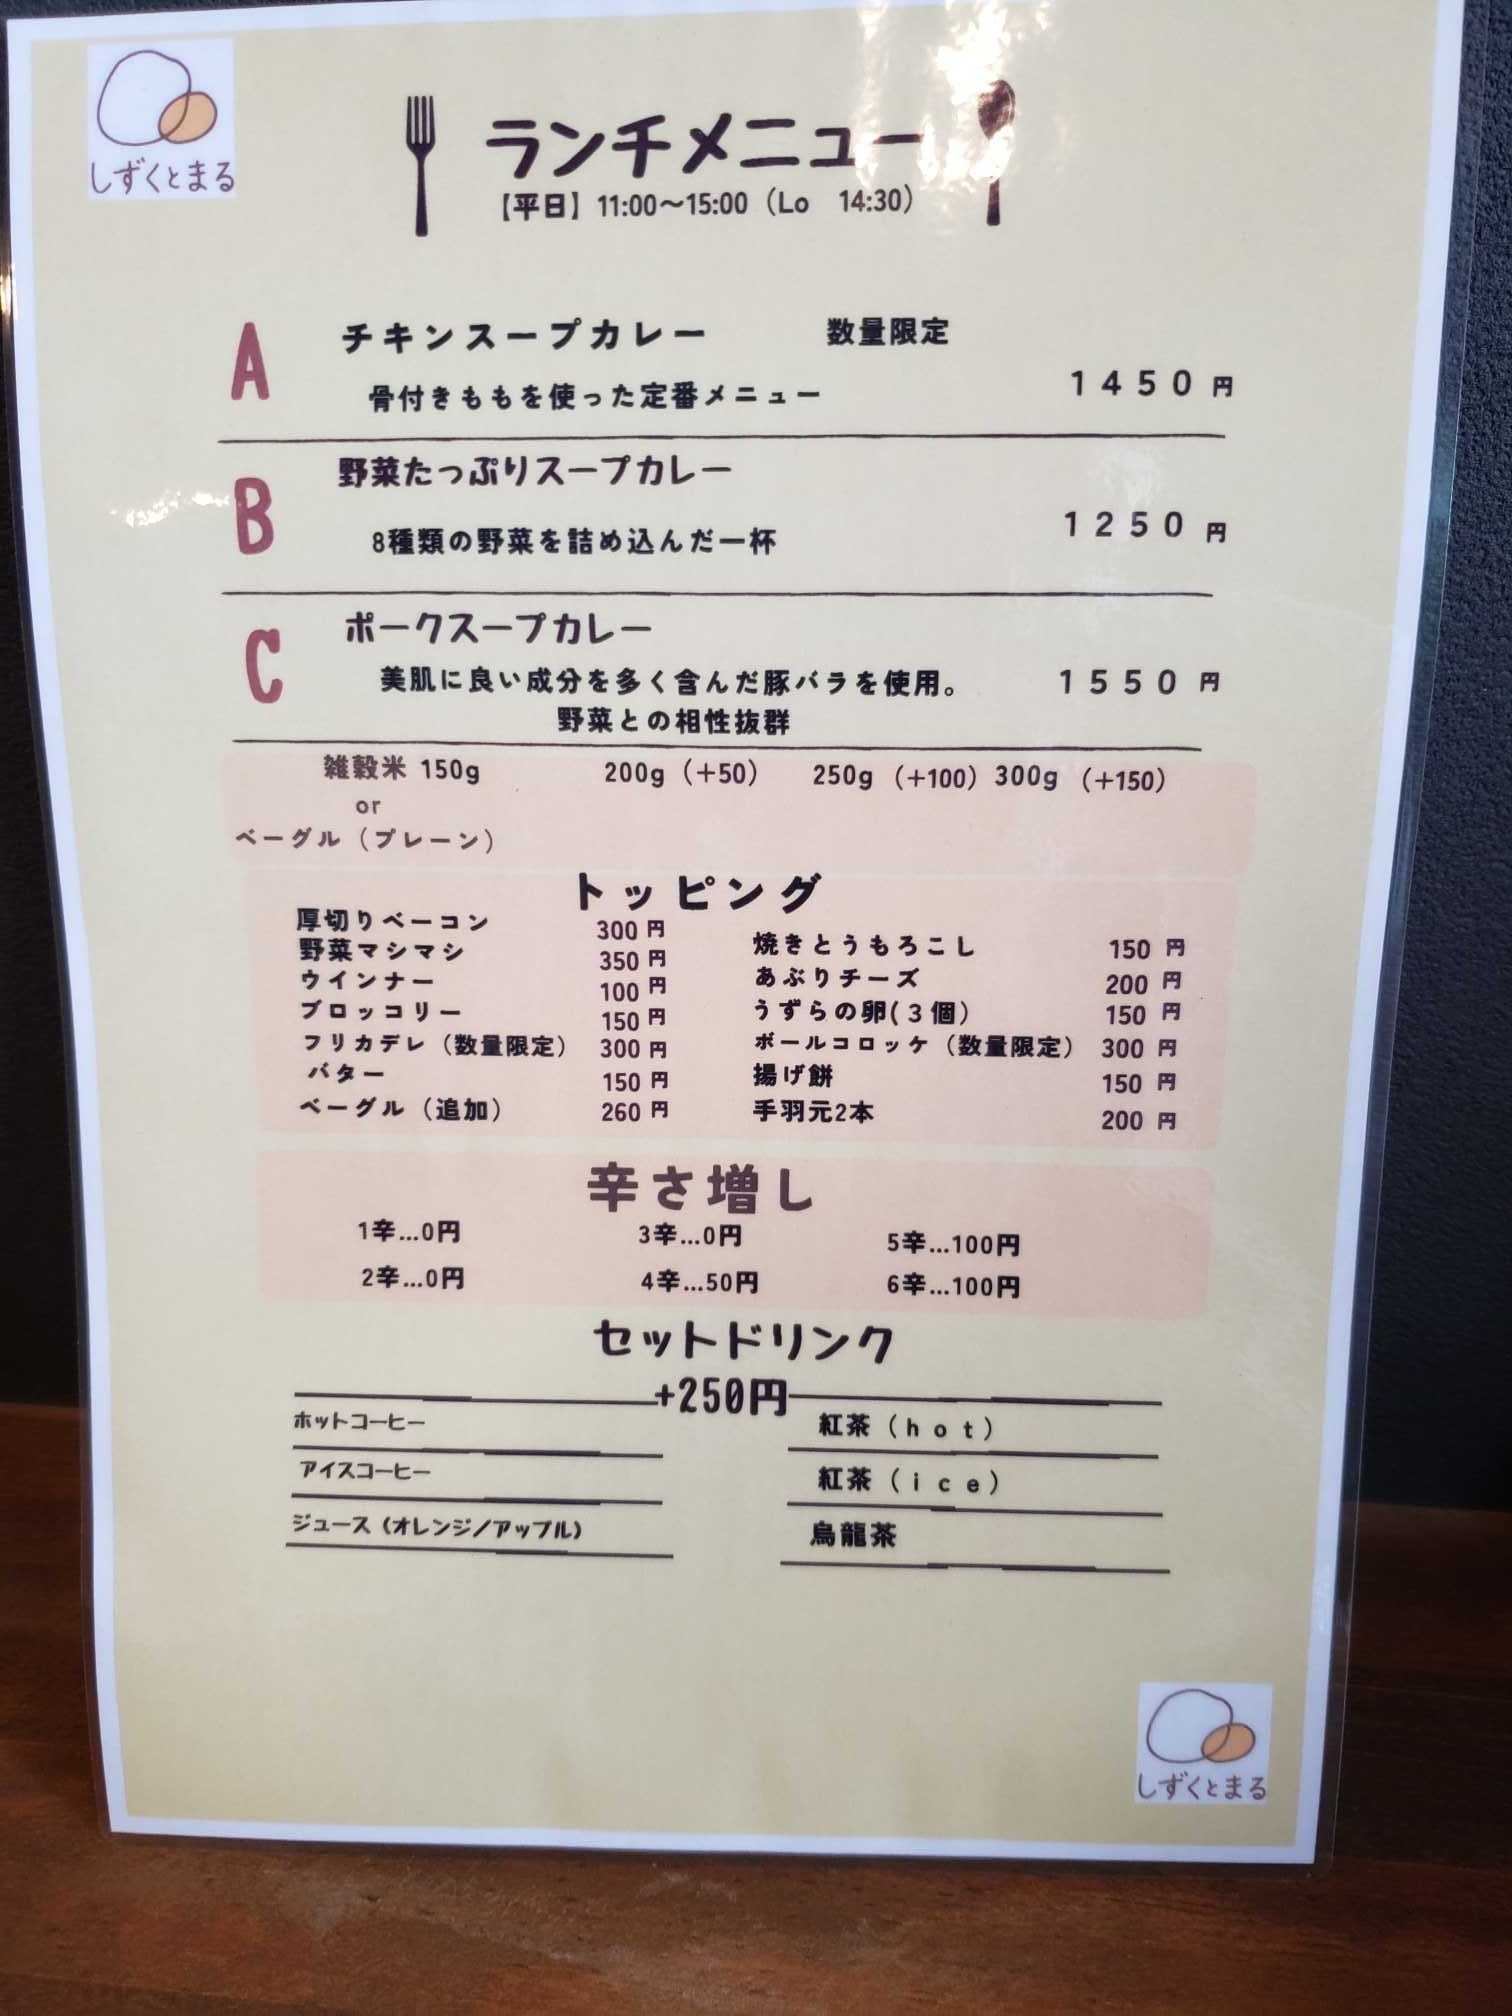 しずくとまる
ランチメニュー
【平日】11:00～15:00（Lo　14:30）
A チキンスープカレー 数量限定
骨付きももを使った定番メニュー 1450円
B 野菜たっぷりスープカレー
8種類の野菜を詰め込んだ一杯 1250円
C ポークスープカレー
美肌に良い成分を多く含んだ豚バラを使用。 1550円
野菜との相性抜群
雑穀米 150g 200g（+50） 250g（+100） 300g（+150）
or
ベーグル（プレーン）
トッピング
厚切りベーコン 300円
野菜マシマシ 350円
ウインナー 100円
ブロッコリー 150円
フリカデレ（数量限定） 300円
バター 150円
ベーグル（追加） 260円
焼きとうもろこし 150円
あぶりチーズ 200円
うずらの卵(３個） 150円
ボールコロッケ（数量限定） 300円
揚げ餅 150円
手羽元2本 200円
辛さ増し
1辛...0円 3辛...0円 5辛...100円
2辛...0円 4辛...50円 6辛...100円
セットドリンク
+250円
ホットコーヒー
アイスコーヒー
ジュース（オレンジ/アップル）
紅茶（hot）
紅茶（ice）
烏龍茶
しずくとまる